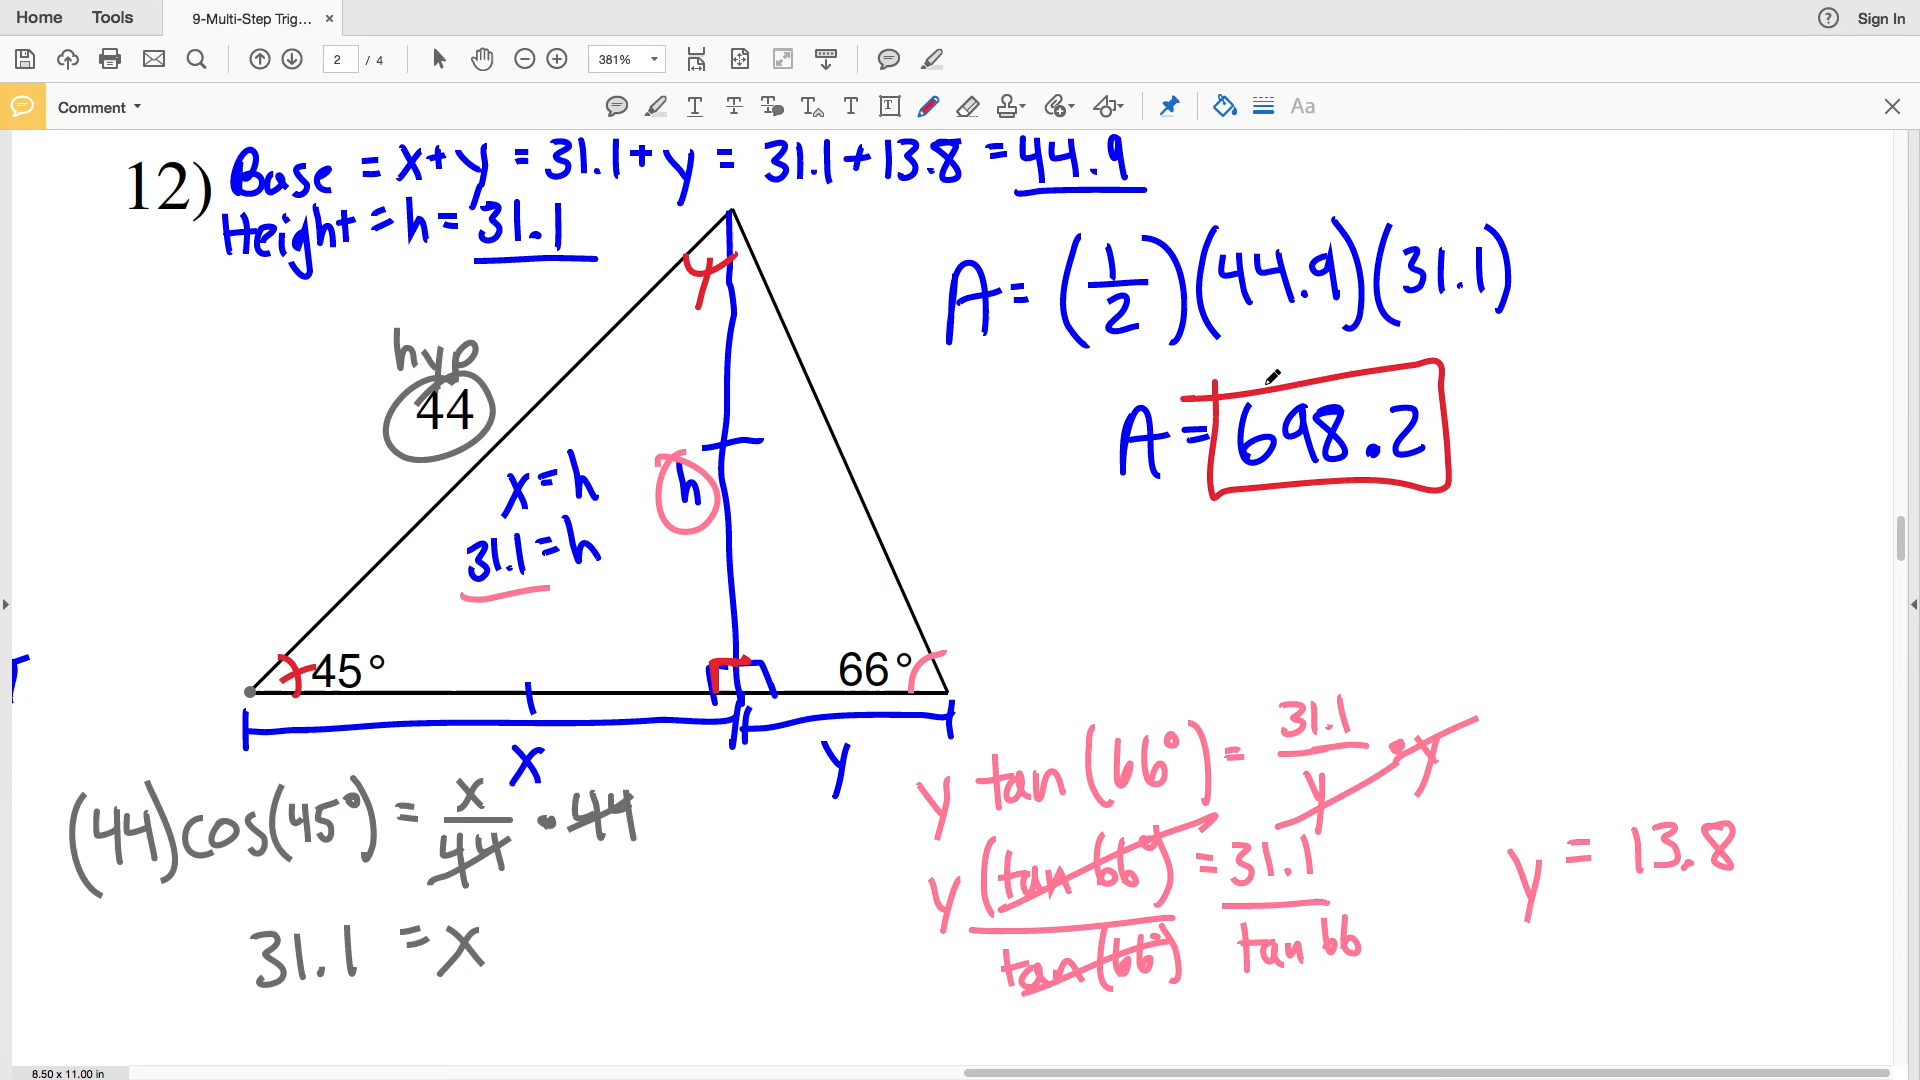 Home Tools 9-Multi-Step Trig... × ? Sign In
2 / 4 381%
Comment Aa
12) Base = x + y = 31.1 + y = 31.1 + 13.8 = 44.9
Height = h = 31.1
A = (1/2)(44.9)(31.1)
A = 698.2
hyp
44
x = h
31.1 = h
h
45° 66°
x y
(44)cos(45°) = x/44 · 44
31.1 = x
y tan(66°) = 31.1/y · y
y(tan 66°)/tan(66°) = 31.1/tan 66
y = 13.8
8.50 x 11.00 in